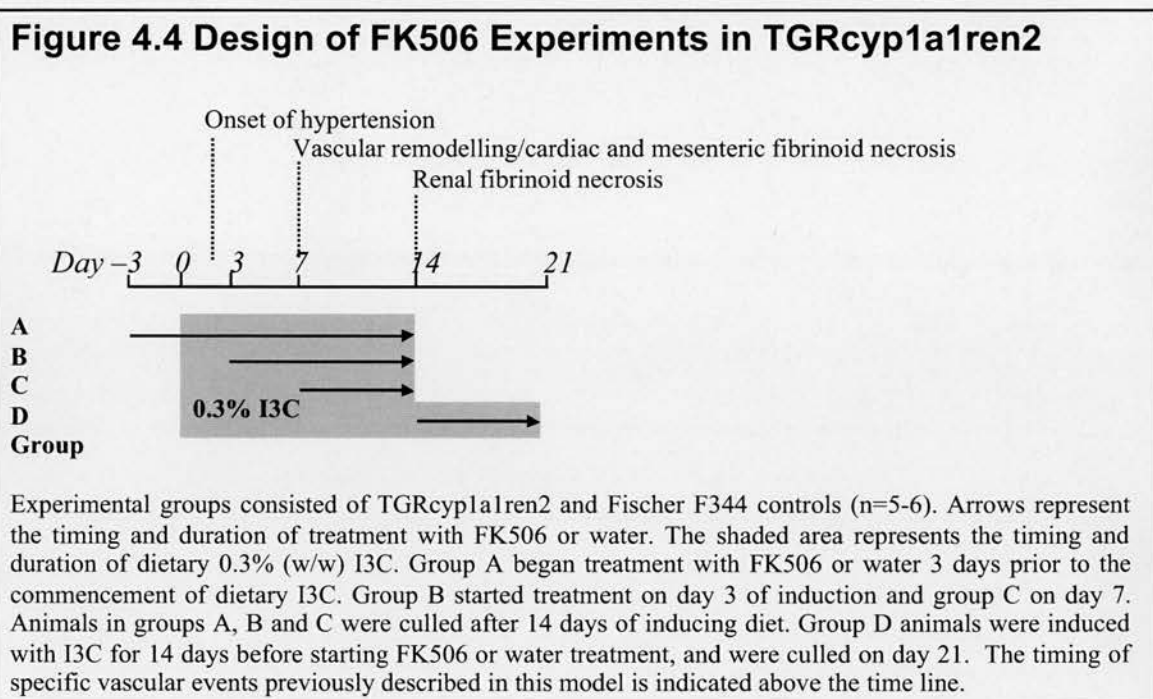 Figure 4.4 Design of FK506 Experiments in TGRcyp1a1ren2
Onset of hypertension
Vascular remodelling/cardiac and mesenteric fibrinoid necrosis
Renal fibrinoid necrosis
Day –3 0 3 7 14 21
A
B
C
0.3% I3C
D
Group
Experimental groups consisted of TGRcyp1a1ren2 and Fischer F344 controls (n=5-6). Arrows represent
the timing and duration of treatment with FK506 or water. The shaded area represents the timing and
duration of dietary 0.3% (w/w) I3C. Group A began treatment with FK506 or water 3 days prior to the
commencement of dietary I3C. Group B started treatment on day 3 of induction and group C on day 7.
Animals in groups A, B and C were culled after 14 days of inducing diet. Group D animals were induced
with I3C for 14 days before starting FK506 or water treatment, and were culled on day 21. The timing of
specific vascular events previously described in this model is indicated above the time line.